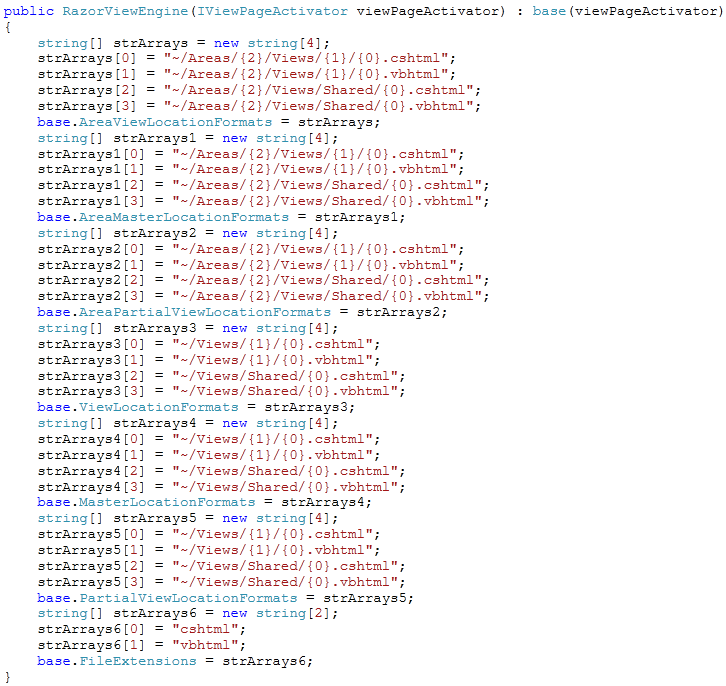 public RazorViewEngine(IViewPageActivator viewPageActivator) : base(viewPageActivator)
{
    string[] strArrays = new string[4];
    strArrays[0] = "~/Areas/{2}/Views/{1}/{0}.cshtml";
    strArrays[1] = "~/Areas/{2}/Views/{1}/{0}.vbhtml";
    strArrays[2] = "~/Areas/{2}/Views/Shared/{0}.cshtml";
    strArrays[3] = "~/Areas/{2}/Views/Shared/{0}.vbhtml";
    base.AreaViewLocationFormats = strArrays;
    string[] strArrays1 = new string[4];
    strArrays1[0] = "~/Areas/{2}/Views/{1}/{0}.cshtml";
    strArrays1[1] = "~/Areas/{2}/Views/{1}/{0}.vbhtml";
    strArrays1[2] = "~/Areas/{2}/Views/Shared/{0}.cshtml";
    strArrays1[3] = "~/Areas/{2}/Views/Shared/{0}.vbhtml";
    base.AreaMasterLocationFormats = strArrays1;
    string[] strArrays2 = new string[4];
    strArrays2[0] = "~/Areas/{2}/Views/{1}/{0}.cshtml";
    strArrays2[1] = "~/Areas/{2}/Views/{1}/{0}.vbhtml";
    strArrays2[2] = "~/Areas/{2}/Views/Shared/{0}.cshtml";
    strArrays2[3] = "~/Areas/{2}/Views/Shared/{0}.vbhtml";
    base.AreaPartialViewLocationFormats = strArrays2;
    string[] strArrays3 = new string[4];
    strArrays3[0] = "~/Views/{1}/{0}.cshtml";
    strArrays3[1] = "~/Views/{1}/{0}.vbhtml";
    strArrays3[2] = "~/Views/Shared/{0}.cshtml";
    strArrays3[3] = "~/Views/Shared/{0}.vbhtml";
    base.ViewLocationFormats = strArrays3;
    string[] strArrays4 = new string[4];
    strArrays4[0] = "~/Views/{1}/{0}.cshtml";
    strArrays4[1] = "~/Views/{1}/{0}.vbhtml";
    strArrays4[2] = "~/Views/Shared/{0}.cshtml";
    strArrays4[3] = "~/Views/Shared/{0}.vbhtml";
    base.MasterLocationFormats = strArrays4;
    string[] strArrays5 = new string[4];
    strArrays5[0] = "~/Views/{1}/{0}.cshtml";
    strArrays5[1] = "~/Views/{1}/{0}.vbhtml";
    strArrays5[2] = "~/Views/Shared/{0}.cshtml";
    strArrays5[3] = "~/Views/Shared/{0}.vbhtml";
    base.PartialViewLocationFormats = strArrays5;
    string[] strArrays6 = new string[2];
    strArrays6[0] = "cshtml";
    strArrays6[1] = "vbhtml";
    base.FileExtensions = strArrays6;
}